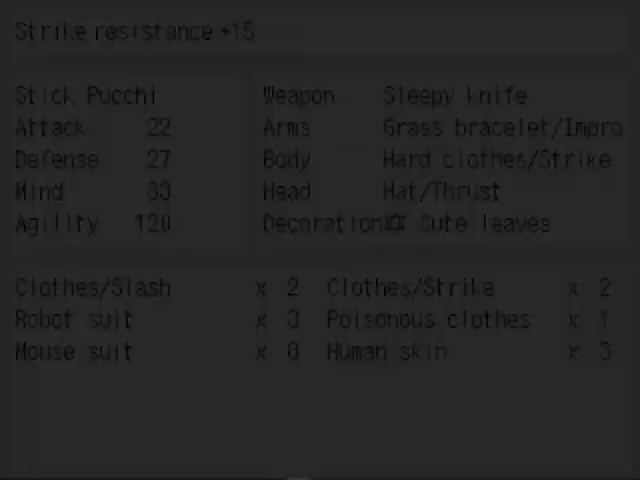 Strike resistance +15
Stick Pucchi
Attack 22
Defense 27
Mind 33
Agility 120
Weapon Sleepy knife
Arms Grass bracelet/Impro
Body Hard clothes/Strike
Head Hat/Thrust
Decoration Cute leaves
Clothes/Slash x 2 Clothes/Strike x 2
Robot suit x 3 Poisonous clothes x 1
Mouse suit x Human skin x 3